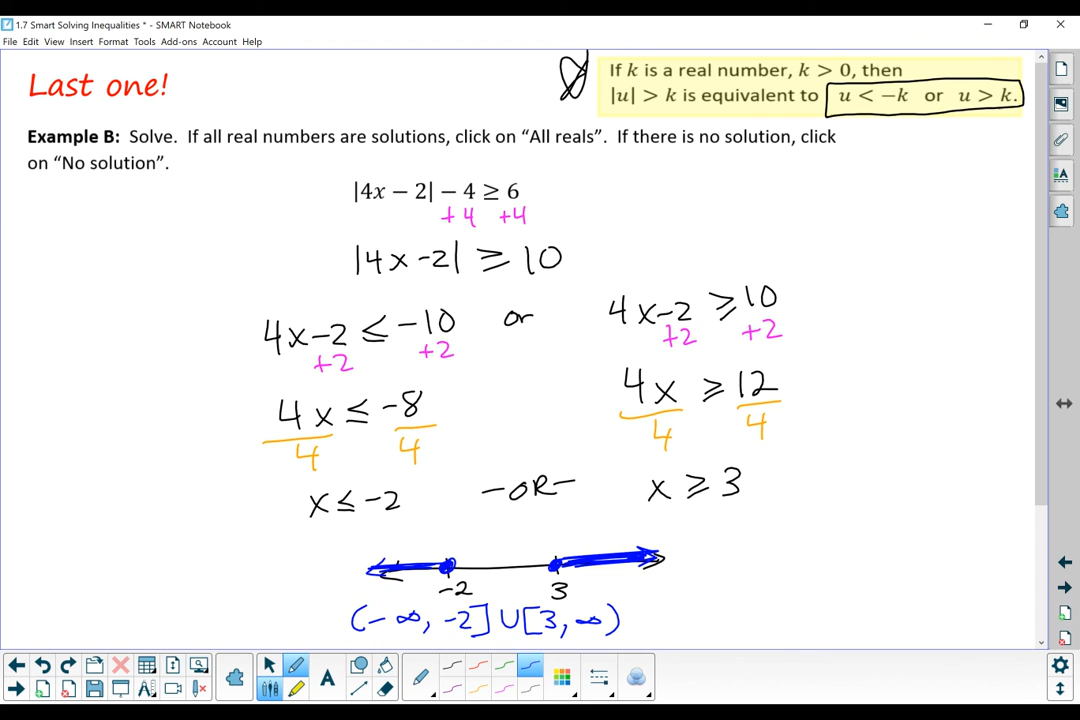 1.7 Smart Solving Inequalities * - SMART Notebook
File Edit View Insert Format Tools Add-ons Account Help
Last one!
If k is a real number, k > 0, then
|u| > k is equivalent to u < −k or u > k.
Example B: Solve. If all real numbers are solutions, click on “All reals”. If there is no solution, click
on “No solution”.
|4x − 2| − 4 ≥ 6
+4 +4
|4x -2| ≥ 10
4x-2 ≤ -10 or 4x-2 ≥ 10
+2 +2 +2 +2
4x ≤ -8 4x ≥ 12
4 4 4 4
x ≤ -2 -OR- x ≥ 3
-2 3
(-∞, -2] U [3, ∞)